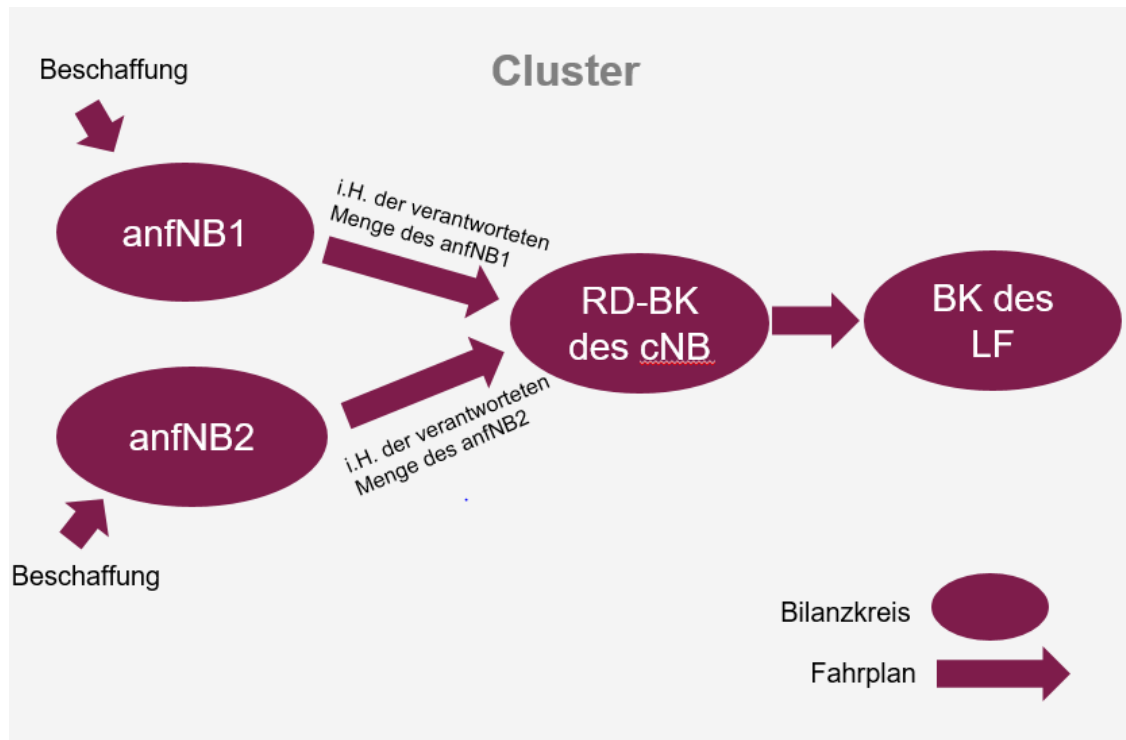 Cluster
Beschaffung
anfNB1
i.H. der verantworteten
Menge des anfNB1
RD-BK
des cNB
BK des
LF
anfNB2
i.H. der verantworteten
Menge des anfNB2
Beschaffung
Bilanzkreis
Fahrplan